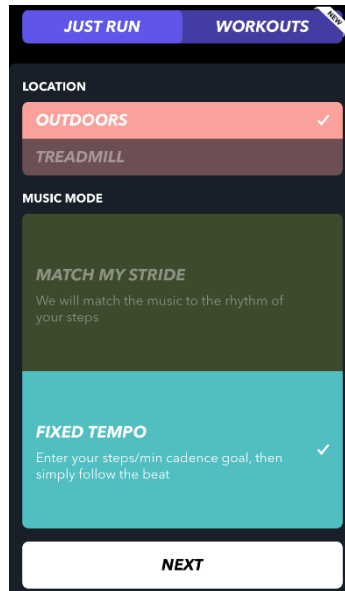 JUST RUN
WORKOUTS
NEW
LOCATION
OUTDOORS
TREADMILL
MUSIC MODE
MATCH MY STRIDE
We will match the music to the rhythm of
your steps
FIXED TEMPO
Enter your steps/min cadence goal, then
simply follow the beat
NEXT